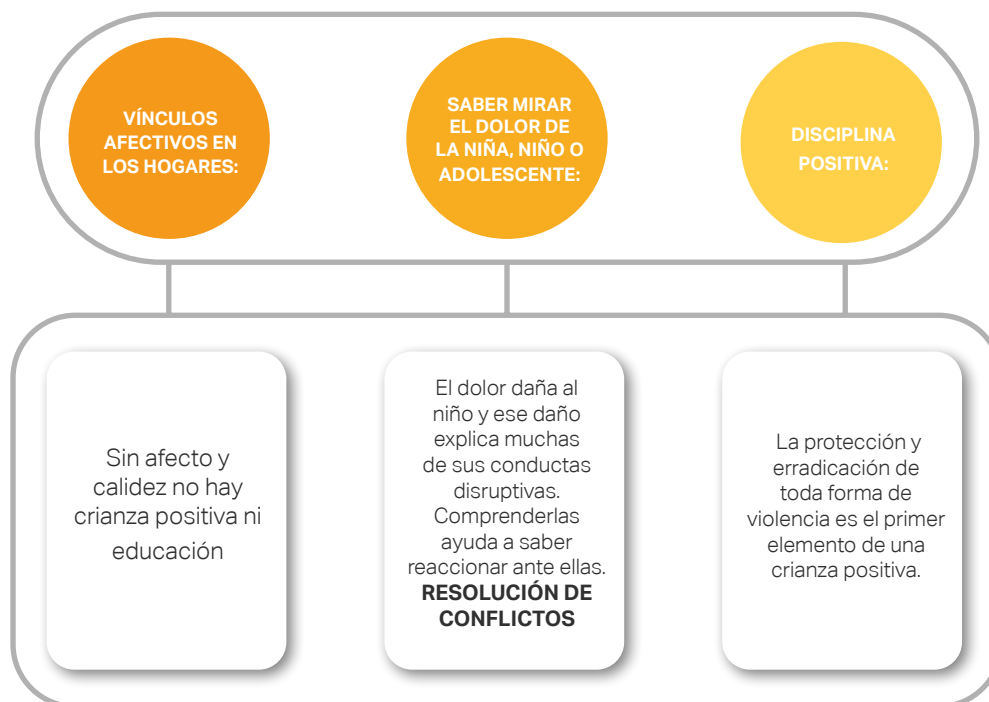 VÍNCULOS
AFECTIVOS EN
LOS HOGARES:
SABER MIRAR
EL DOLOR DE
LA NIÑA, NIÑO O
ADOLESCENTE:
DISCIPLINA
POSITIVA:
Sin afecto y
calidez no hay
crianza positiva ni
educación
El dolor daña al
niño y ese daño
explica muchas
de sus conductas
disruptivas.
Comprenderlas
ayuda a saber
reaccionar ante ellas.
RESOLUCIÓN DE
CONFLICTOS
La protección y
erradicación de
toda forma de
violencia es el primer
elemento de una
crianza positiva.